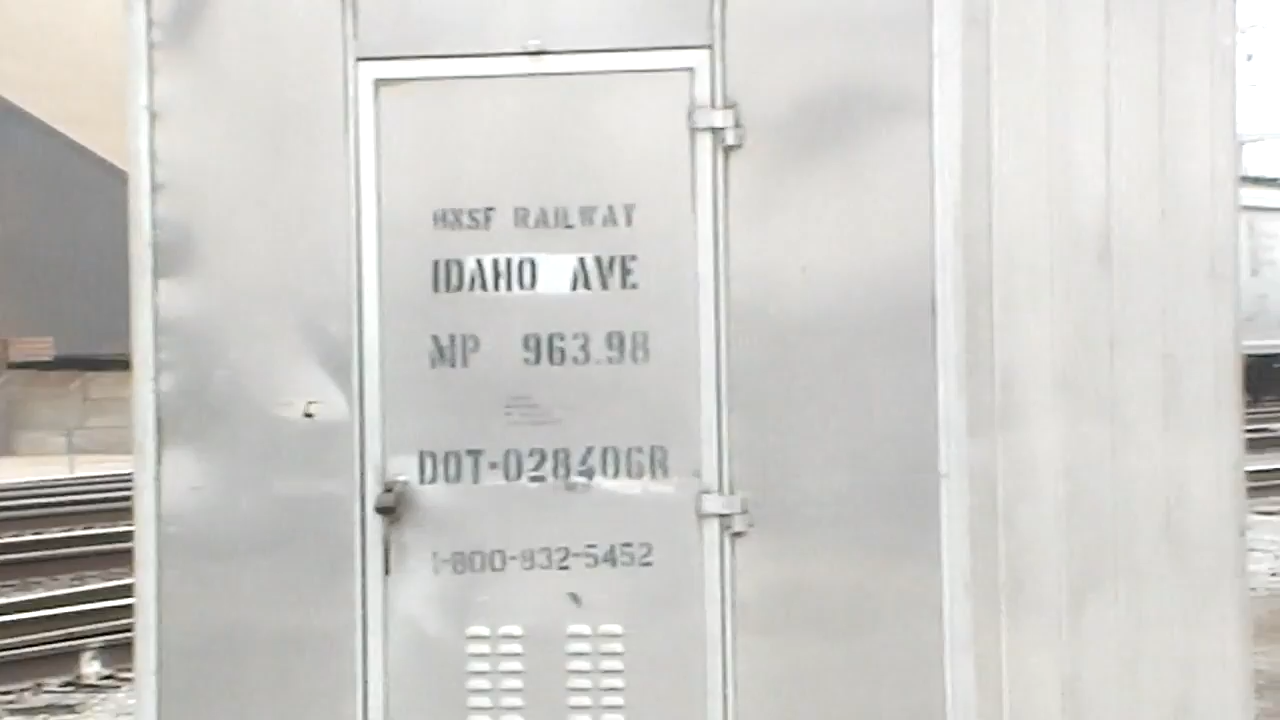 BNSF RAILWAY
IDAHO AVE
MP 963.98
DOT-028406R
1-800-832-5452